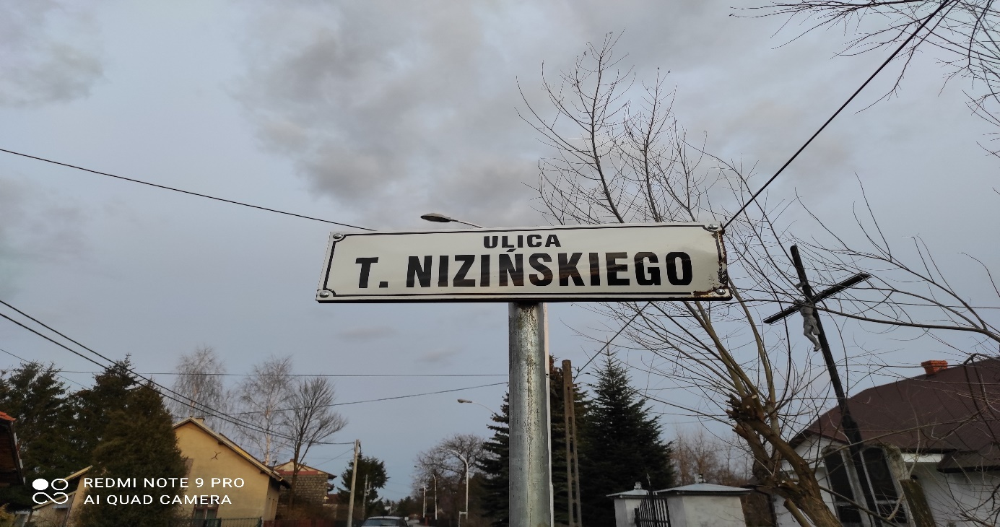 ULICA
T. NIZIŃSKIEGO
REDMI NOTE 9 PRO
AI QUAD CAMERA